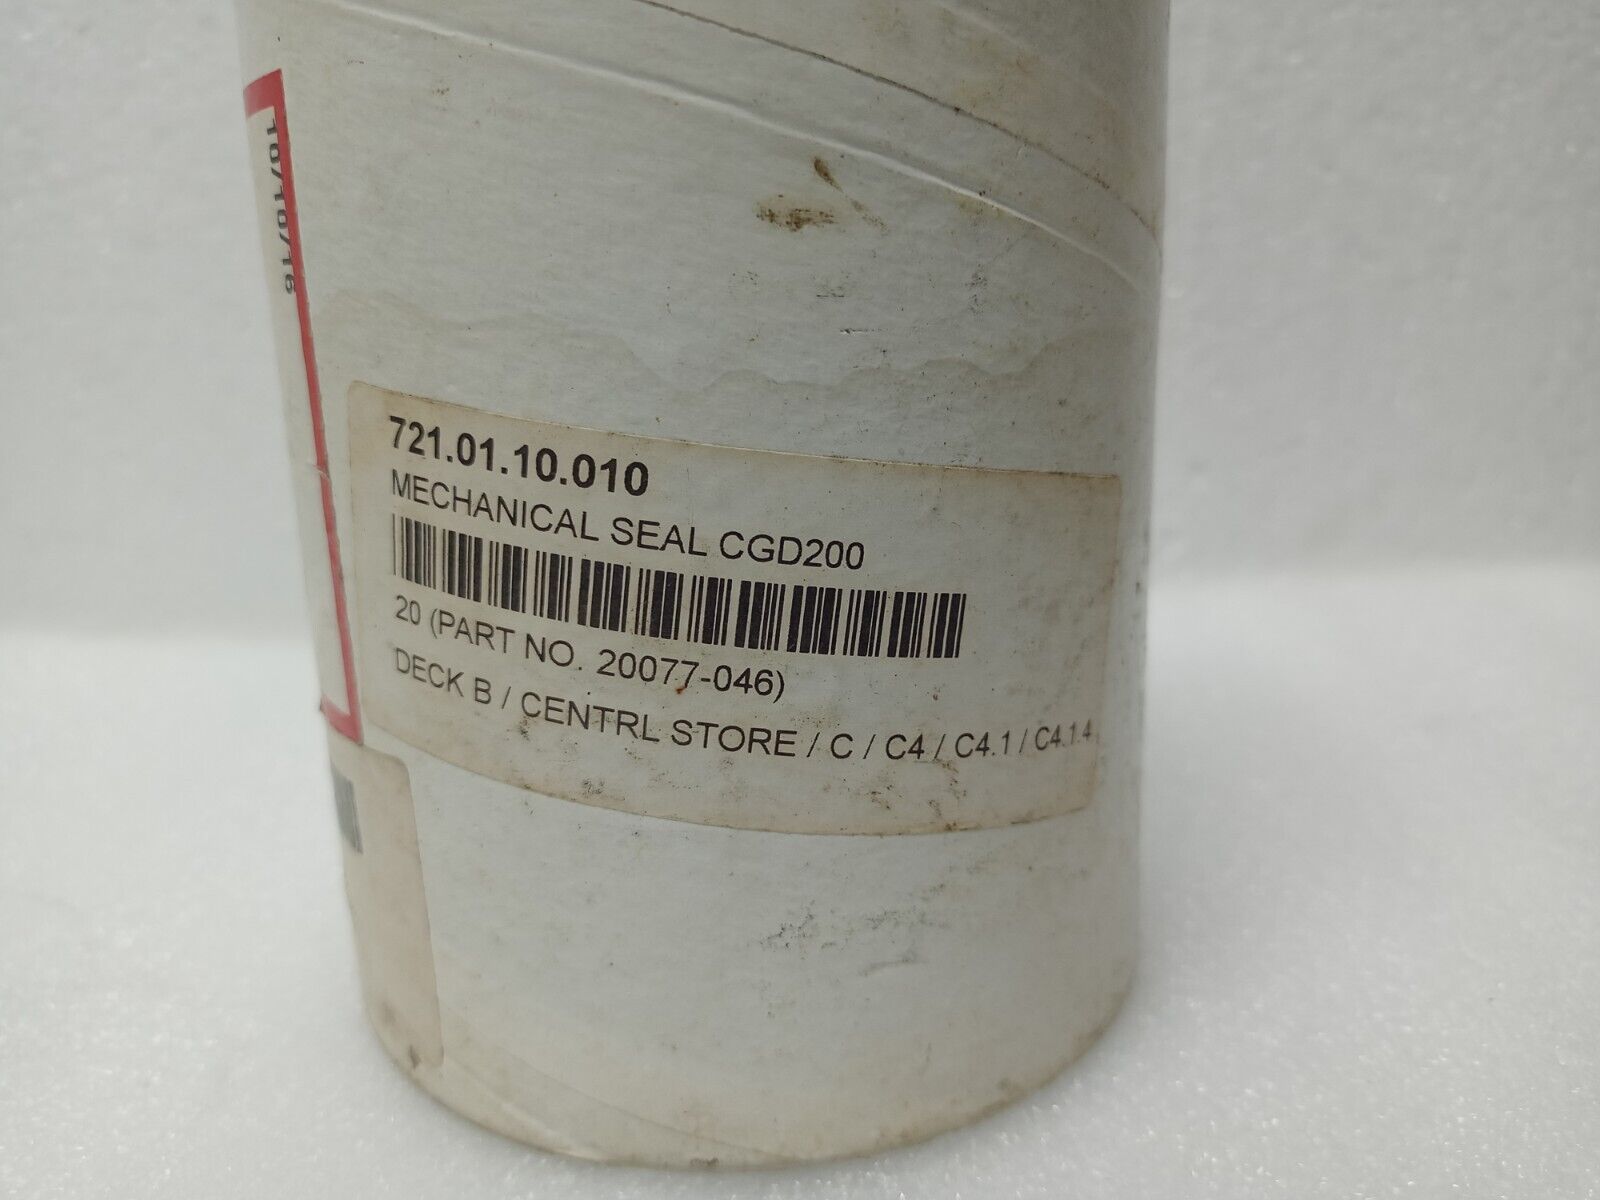 721.01.10.010
MECHANICAL SEAL CGD200
20 (PART NO. 20077-046)
DECK B / CENTRL STORE / C / C4 / C4.1 / C4.1.4